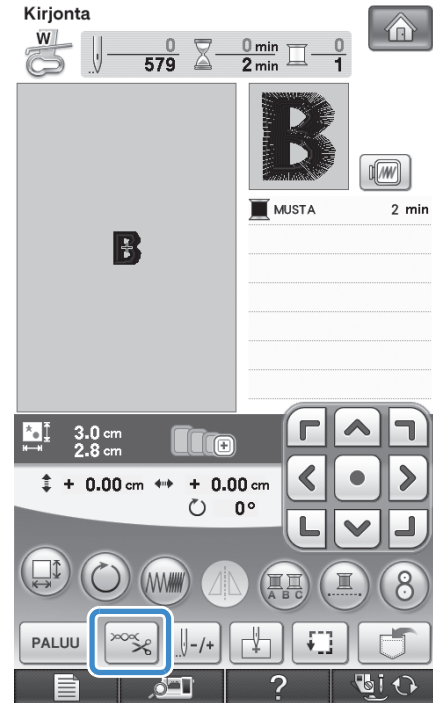 Kirjonta
W
0 0 min 0
579 2 min 1
B
MUSTA 2 min
B
3.0 cm
2.8 cm
+ 0.00 cm + 0.00 cm
0°
A B C 8
PALUU -/+
?